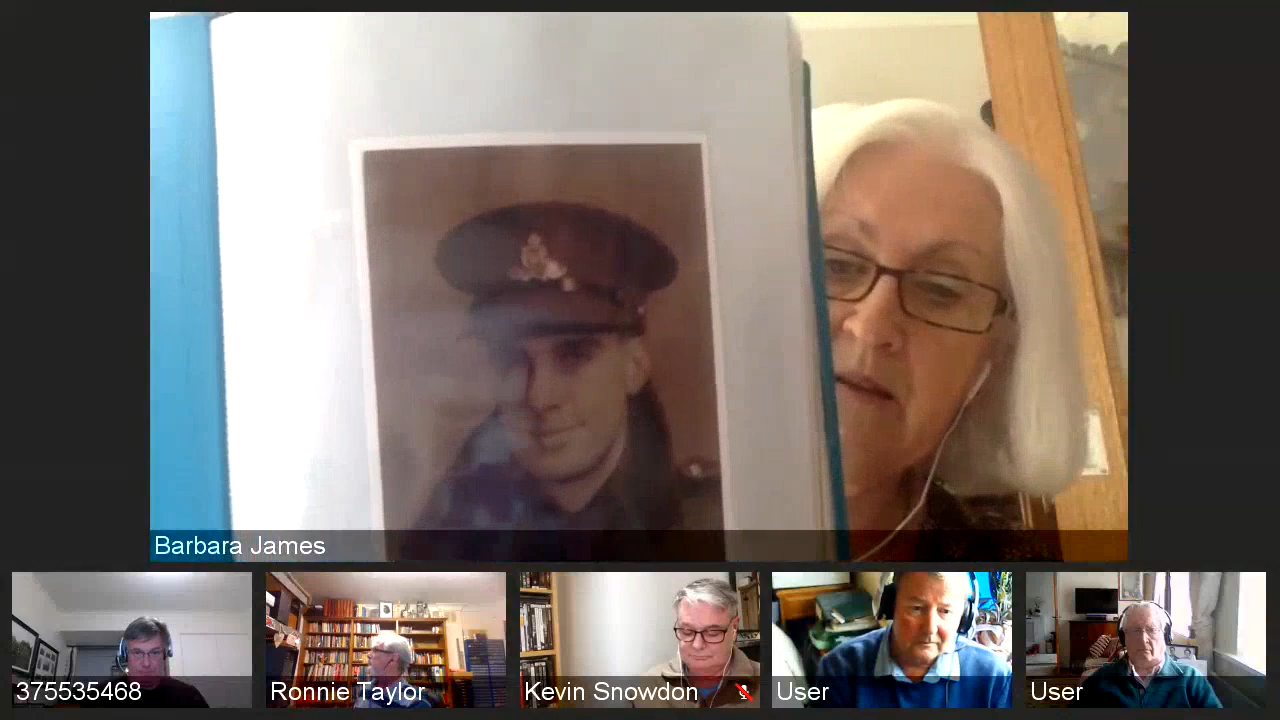 Barbara James
375535468
Ronnie Taylor
Kevin Snowdon
User
User